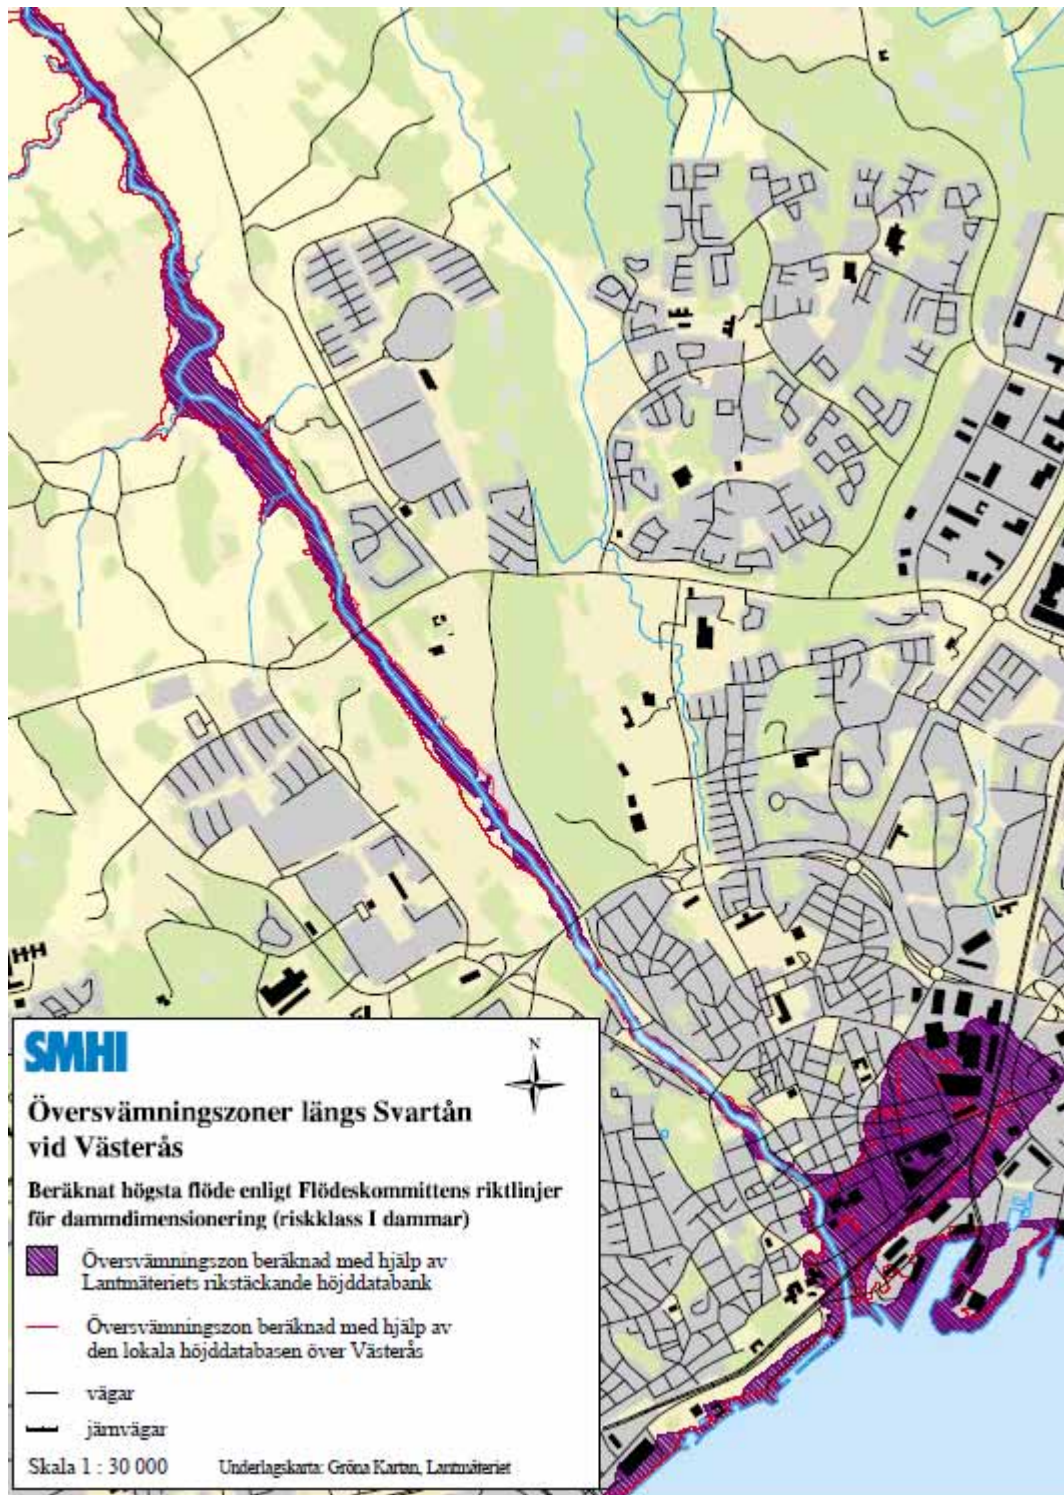 SMHI
N
Översvämningszoner längs Svartån
vid Västerås
Beräknat högsta flöde enligt Flödeskommittens riktlinjer
för dammdimensionering (riskklass I dammar)
Översvämningszon beräknad med hjälp av
Lantmäteriets rikstäckande höjddatabank
Översvämningszon beräknad med hjälp av
den lokala höjddatabasen över Västerås
vägar
järnvägar
Skala 1 : 30 000 Underlagskarta: Gröna Kartan, Lantmäteriet